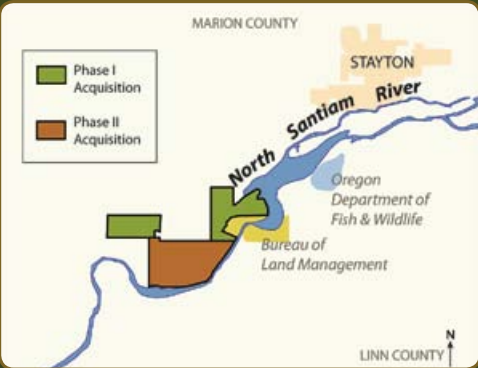 MARION COUNTY
STAYTON
Phase I
Acquisition
Phase II
Acquisition
North Santiam River
Oregon
Department of
Fish & Wildlife
Bureau of
Land Management
N
LINN COUNTY